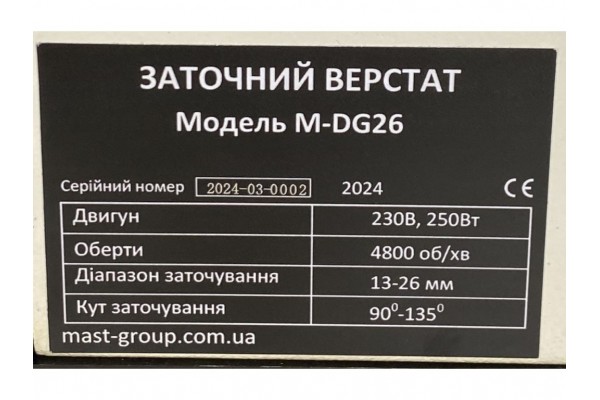 ЗАТОЧНИЙ ВЕРСТАТ
Модель M-DG26
Серійний номер 2024-03-0002 2024 CE
Двигун 230В, 250Вт
Оберти 4800 об/хв
Діапазон заточування 13-26 мм
Кут заточування 90⁰-135⁰
mast-group.com.ua